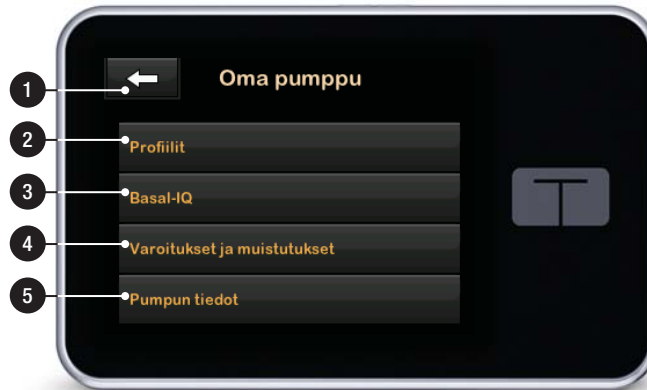 Oma pumppu
1
2
Profiilit
3
Basal-IQ
4
Varoitukset ja muistutukset
5
Pumpun tiedot